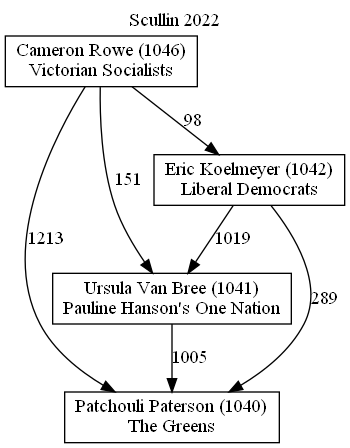 Scullin 2022
Cameron Rowe (1046)
Victorian Socialists
98
Eric Koelmeyer (1042)
Liberal Democrats
151
1213
1019
Ursula Van Bree (1041)
Pauline Hanson's One Nation
289
1005
Patchouli Paterson (1040)
The Greens